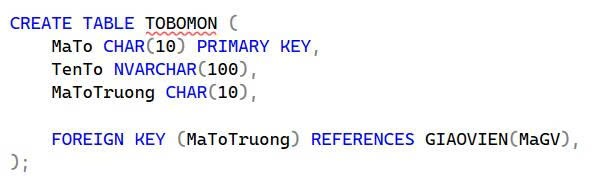 CREATE TABLE TOBOMON (
MaTo CHAR(10) PRIMARY KEY,
TenTo NVARCHAR(100),
MaToTruong CHAR(10),
FOREIGN KEY (MaToTruong) REFERENCES GIAOVIEN(MaGV),
);